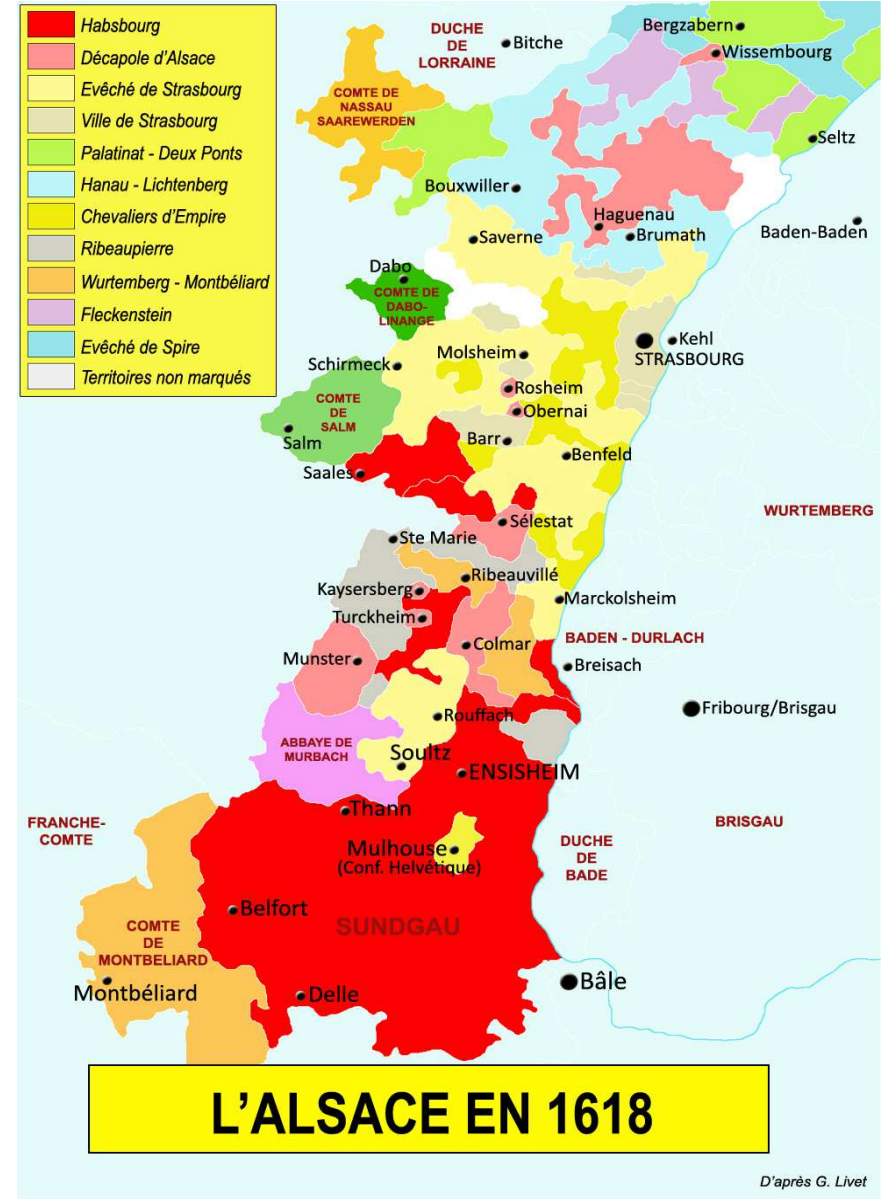 Habsbourg
Décapole d'Alsace
Evêché de Strasbourg
Ville de Strasbourg
Palatinat - Deux Ponts
Hanau - Lichtenberg
Chevaliers d'Empire
Ribeaupierre
Wurtemberg - Montbéliard
Fleckenstein
Evêché de Spire
Territoires non marqués
DUCHE
DE
LORRAINE
Bitche
Bergzabern
Wissembourg
COMTE DE
NASSAU
SAAREWERDEN
Seltz
Bouxwiller
Haguenau
Brumath
Baden-Baden
Saverne
Dabo
COMTE DE
DABO-
LINANGE
Kehl
STRASBOURG
Molsheim
Schirmeck
Rosheim
Obernai
COMTE
DE
SALM
Salm
Barr
Benfeld
Saales
WURTEMBERG
Sélestat
Ste Marie
Ribeauvillé
Kaysersberg
Marckolsheim
Turckheim
BADEN - DURLACH
Colmar
Munster
Breisach
Fribourg/Brisgau
Rouffach
ABBAYE DE
MURBACH
Soultz
ENSISHEIM
Thann
FRANCHE-
COMTE
BRISGAU
Mulhouse
(Conf. Helvétique)
DUCHE
DE
BADE
Belfort
SUNDGAU
COMTE
DE
MONTBELIARD
Montbéliard
Delle
Bâle
L'ALSACE EN 1618
D'après G. Livet